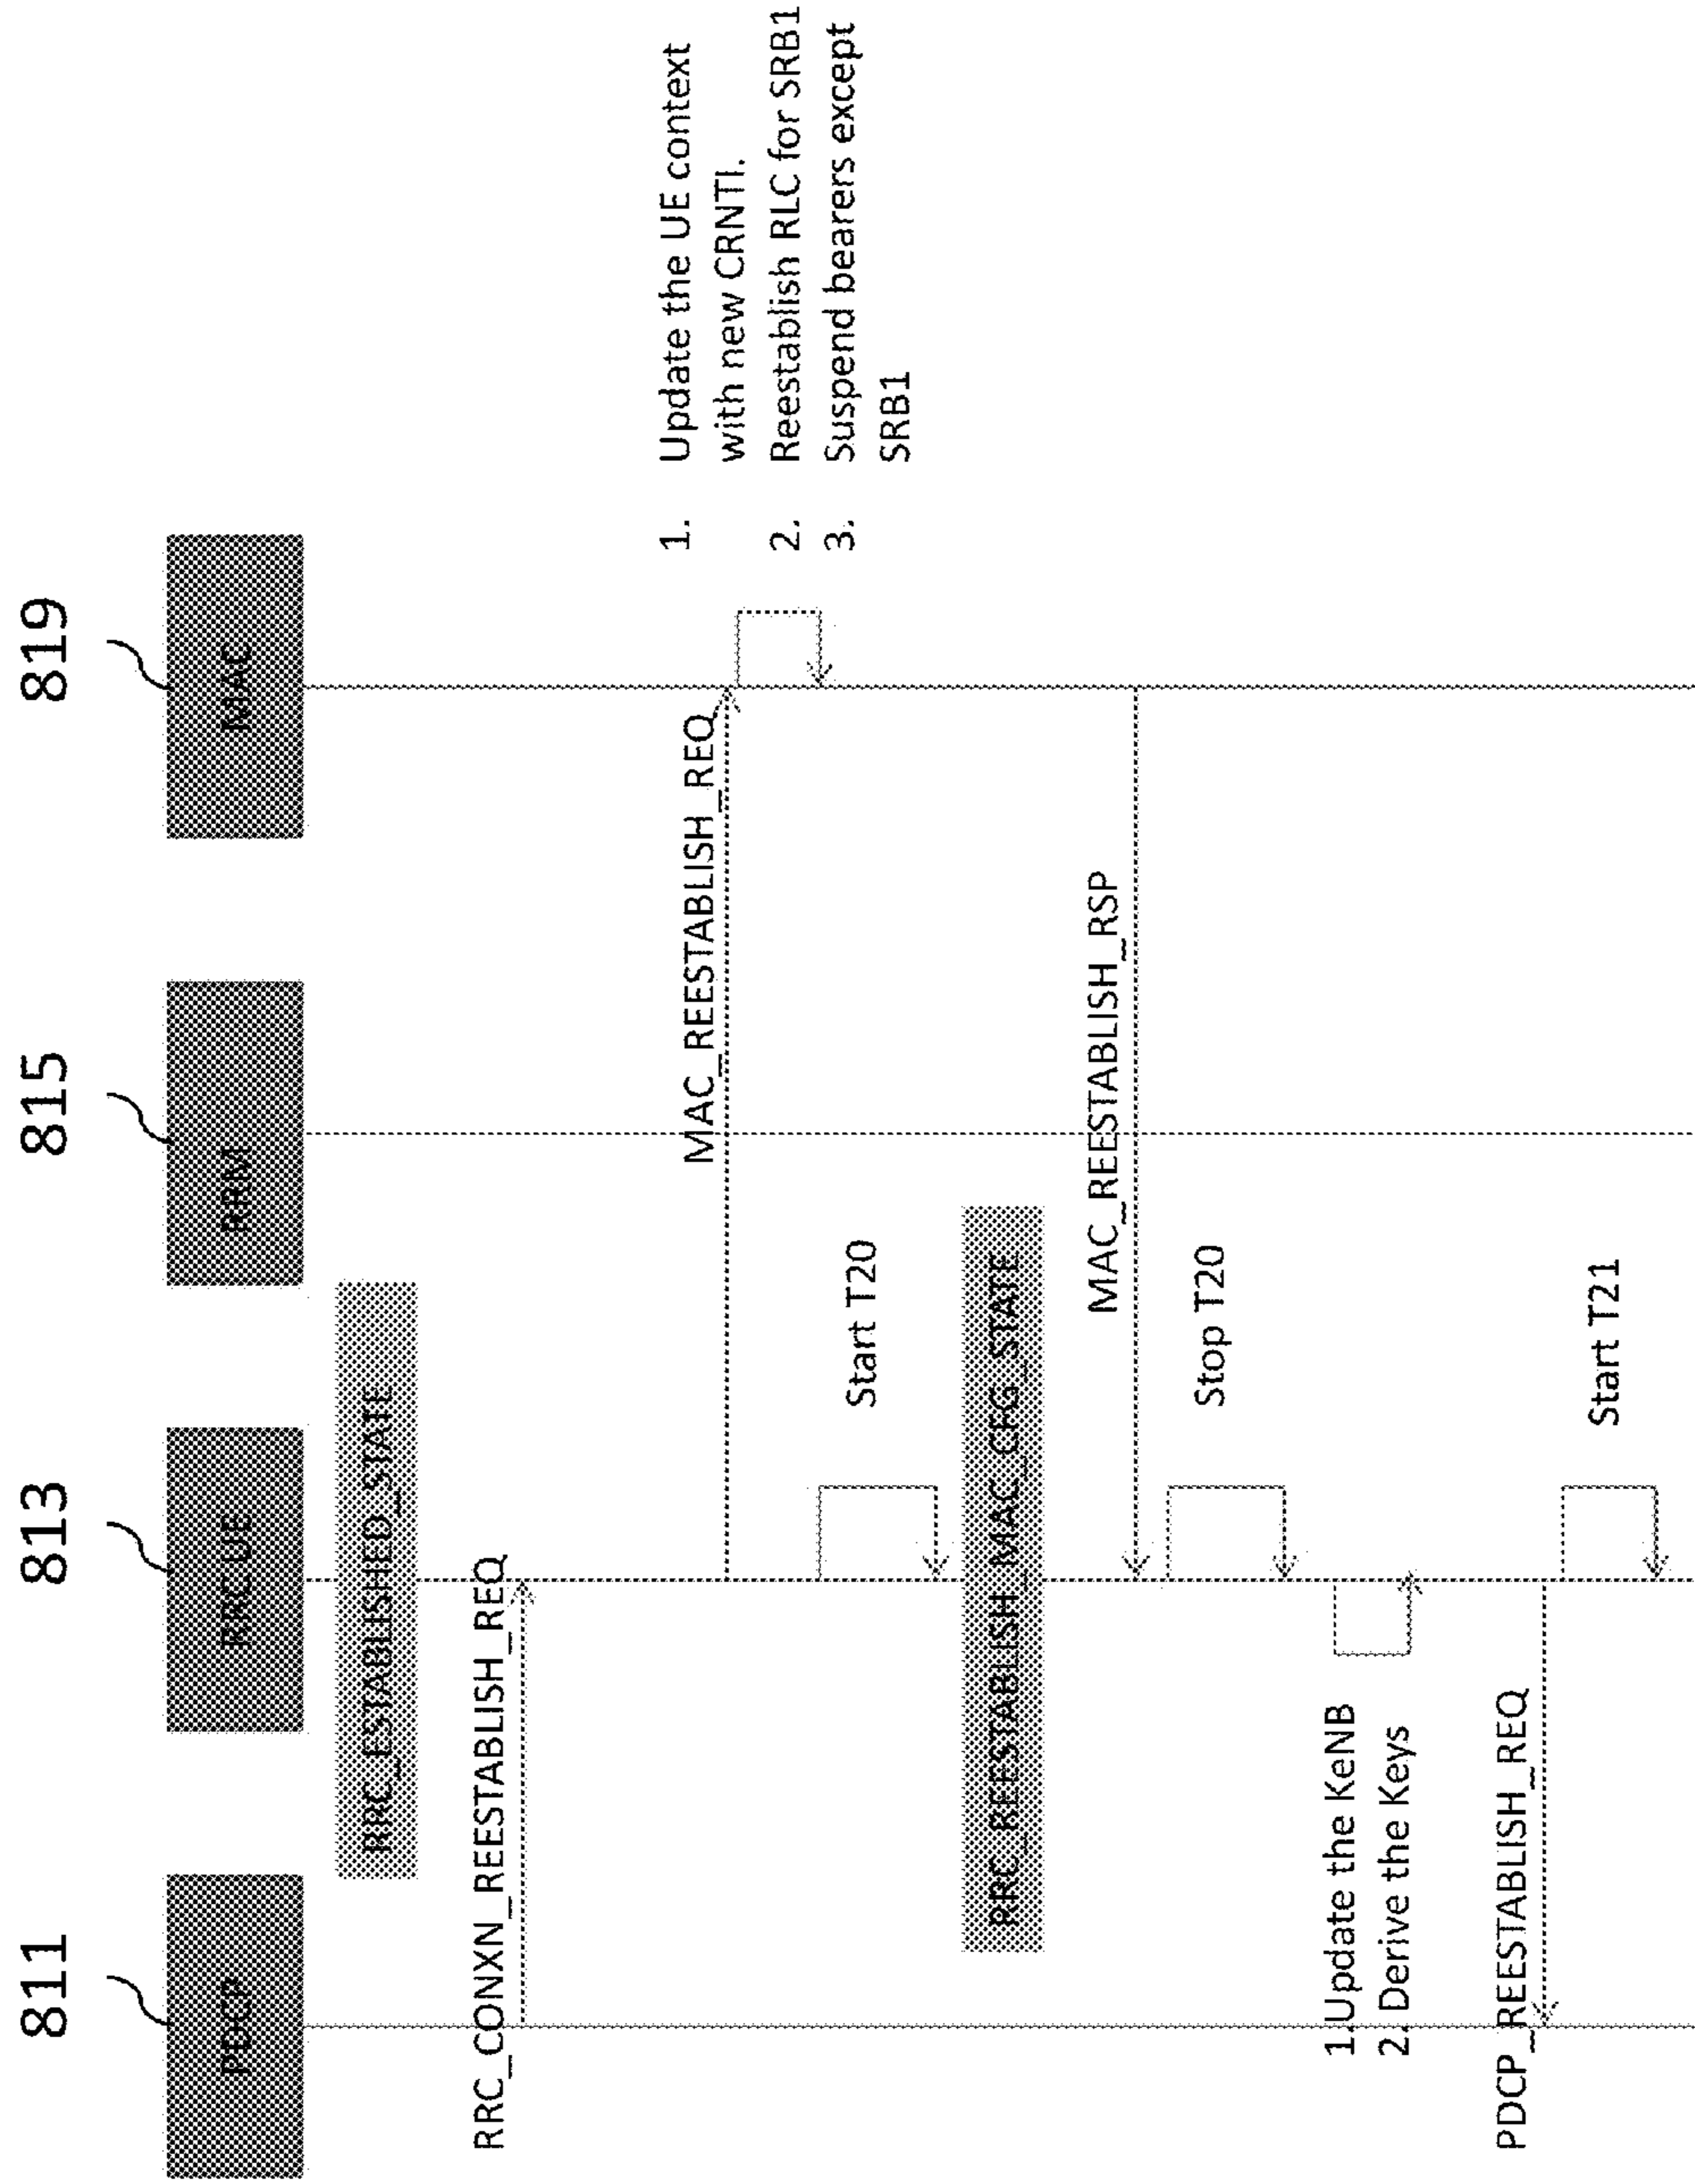 811
813
815
819
PDCP
RRCUE
RRM
MAC
RRC_ESTABLISHED_STATE
RRC_CONXN_REESTABLISH_REQ
MAC_REESTABLISH_REQ
1. Update the UE context
with new CRNTI.
2. Reestablish RLC for SRB1
3. Suspend bearers except
SRB1
Start T20
RRC_REESTABLISH_MAC_CFG_STATE
MAC_REESTABLISH_RSP
Stop T20
1.Update the KeNB
2. Derive the Keys
PDCP_REESTABLISH_REQ
Start T21